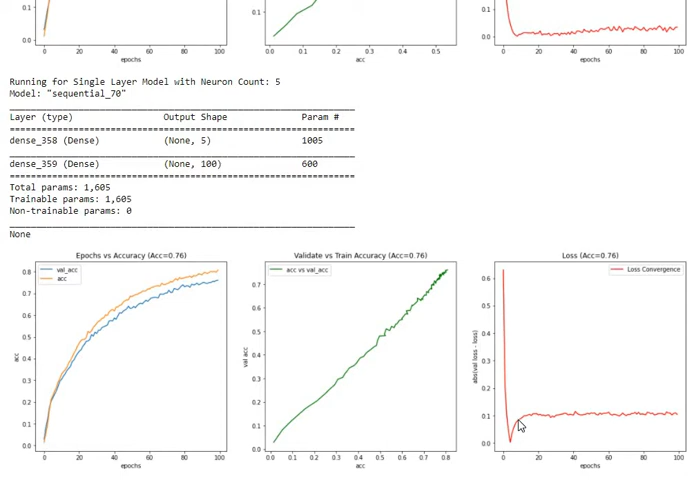 0.1
0.0
0 20 40 60 80 100
epochs
0.1
0.0 0.1 0.2 0.3 0.4 0.5
acc
0.1
0.0
0 20 40 60 80 100
epochs
Running for Single Layer Model with Neuron Count: 5
Model: "sequential_70"
Layer (type) Output Shape Param #
dense_358 (Dense) (None, 5) 1005
dense_359 (Dense) (None, 100) 600
Total params: 1,605
Trainable params: 1,605
Non-trainable params: 0
None
Epochs vs Accuracy (Acc=0.76)
val_acc
acc
0.8
0.7
0.6
0.5
0.4
0.3
0.2
0.1
0.0
acc
0 20 40 60 80 100
epochs
Validate vs Train Accuracy (Acc=0.76)
acc vs val_acc
0.7
0.6
0.5
0.4
0.3
0.2
0.1
0.0
val acc
0.0 0.1 0.2 0.3 0.4 0.5 0.6 0.7 0.8
acc
Loss (Acc=0.76)
Loss Convergence
0.6
0.5
0.4
0.3
0.2
0.1
0.0
abs(val loss - loss)
0 20 40 60 80 100
epochs